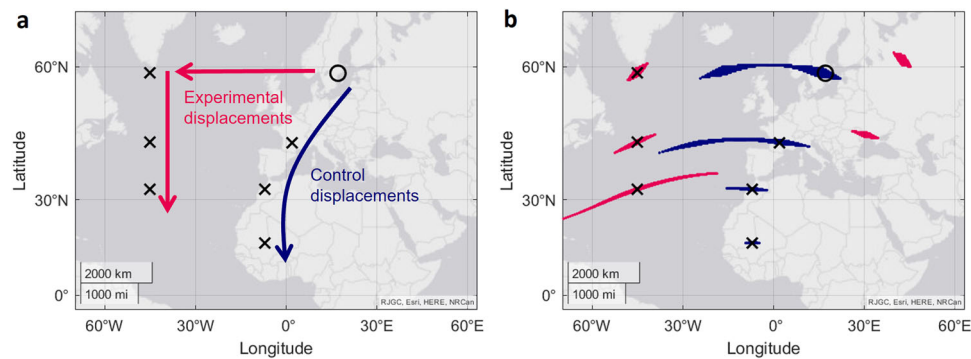 a
60°N
30°N
0°
Latitude
Experimental
displacements
Control
displacements
2000 km
1000 mi
RJGC, Esri, HERE, NRCan
60°W
30°W
0°
30°E
60°E
Longitude
b
60°N
30°N
0°
Latitude
2000 km
1000 mi
RJGC, Esri, HERE, NRCan
60°W
30°W
0°
30°E
60°E
Longitude